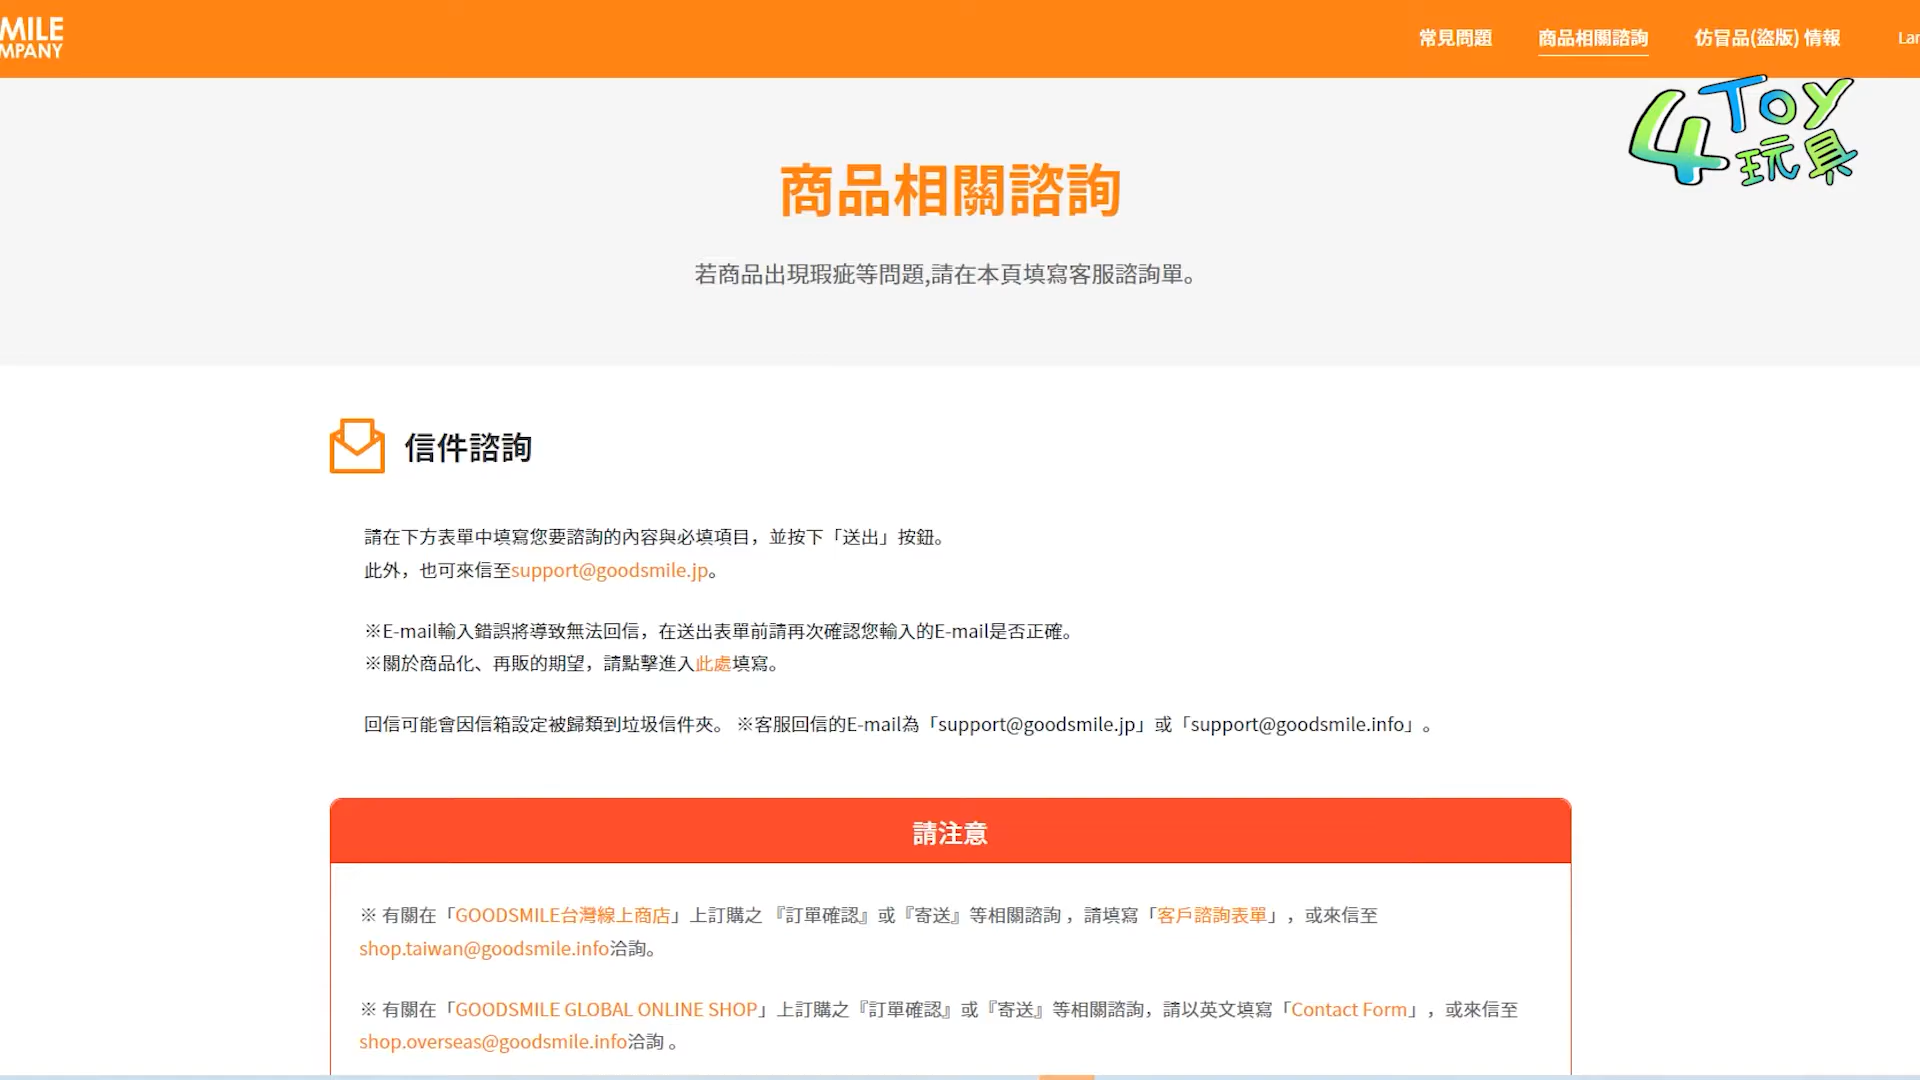 MILE
MPANY
常見問題
商品相關諮詢
仿冒品(盜版) 情報
Lar
4 TOY
玩具
商品相關諮詢
若商品出現瑕疵等問題,請在本頁填寫客服諮詢單。
信件諮詢
請在下方表單中填寫您要諮詢的內容與必填項目，並按下「送出」按鈕。
此外，也可來信至support@goodsmile.jp。
※E-mail輸入錯誤將導致無法回信，在送出表單前請再次確認您輸入的E-mail是否正確。
※關於商品化、再販的期望，請點擊進入此處填寫。
回信可能會因信箱設定被歸類到垃圾信件夾。 ※客服回信的E-mail為「support@goodsmile.jp」或「support@goodsmile.info」。
請注意
※ 有關在「GOODSMILE台灣線上商店」上訂購之 『訂單確認』或『寄送』等相關諮詢 ，請填寫「客戶諮詢表單」，或來信至
shop.taiwan@goodsmile.info洽詢。
※ 有關在「GOODSMILE GLOBAL ONLINE SHOP」上訂購之『訂單確認』或『寄送』等相關諮詢，請以英文填寫「Contact Form」，或來信至
shop.overseas@goodsmile.info洽詢 。